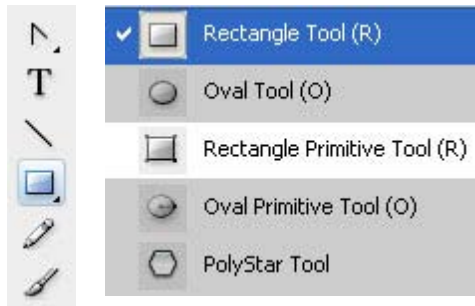 T
Rectangle Tool (R)
Oval Tool (O)
Rectangle Primitive Tool (R)
Oval Primitive Tool (O)
PolyStar Tool